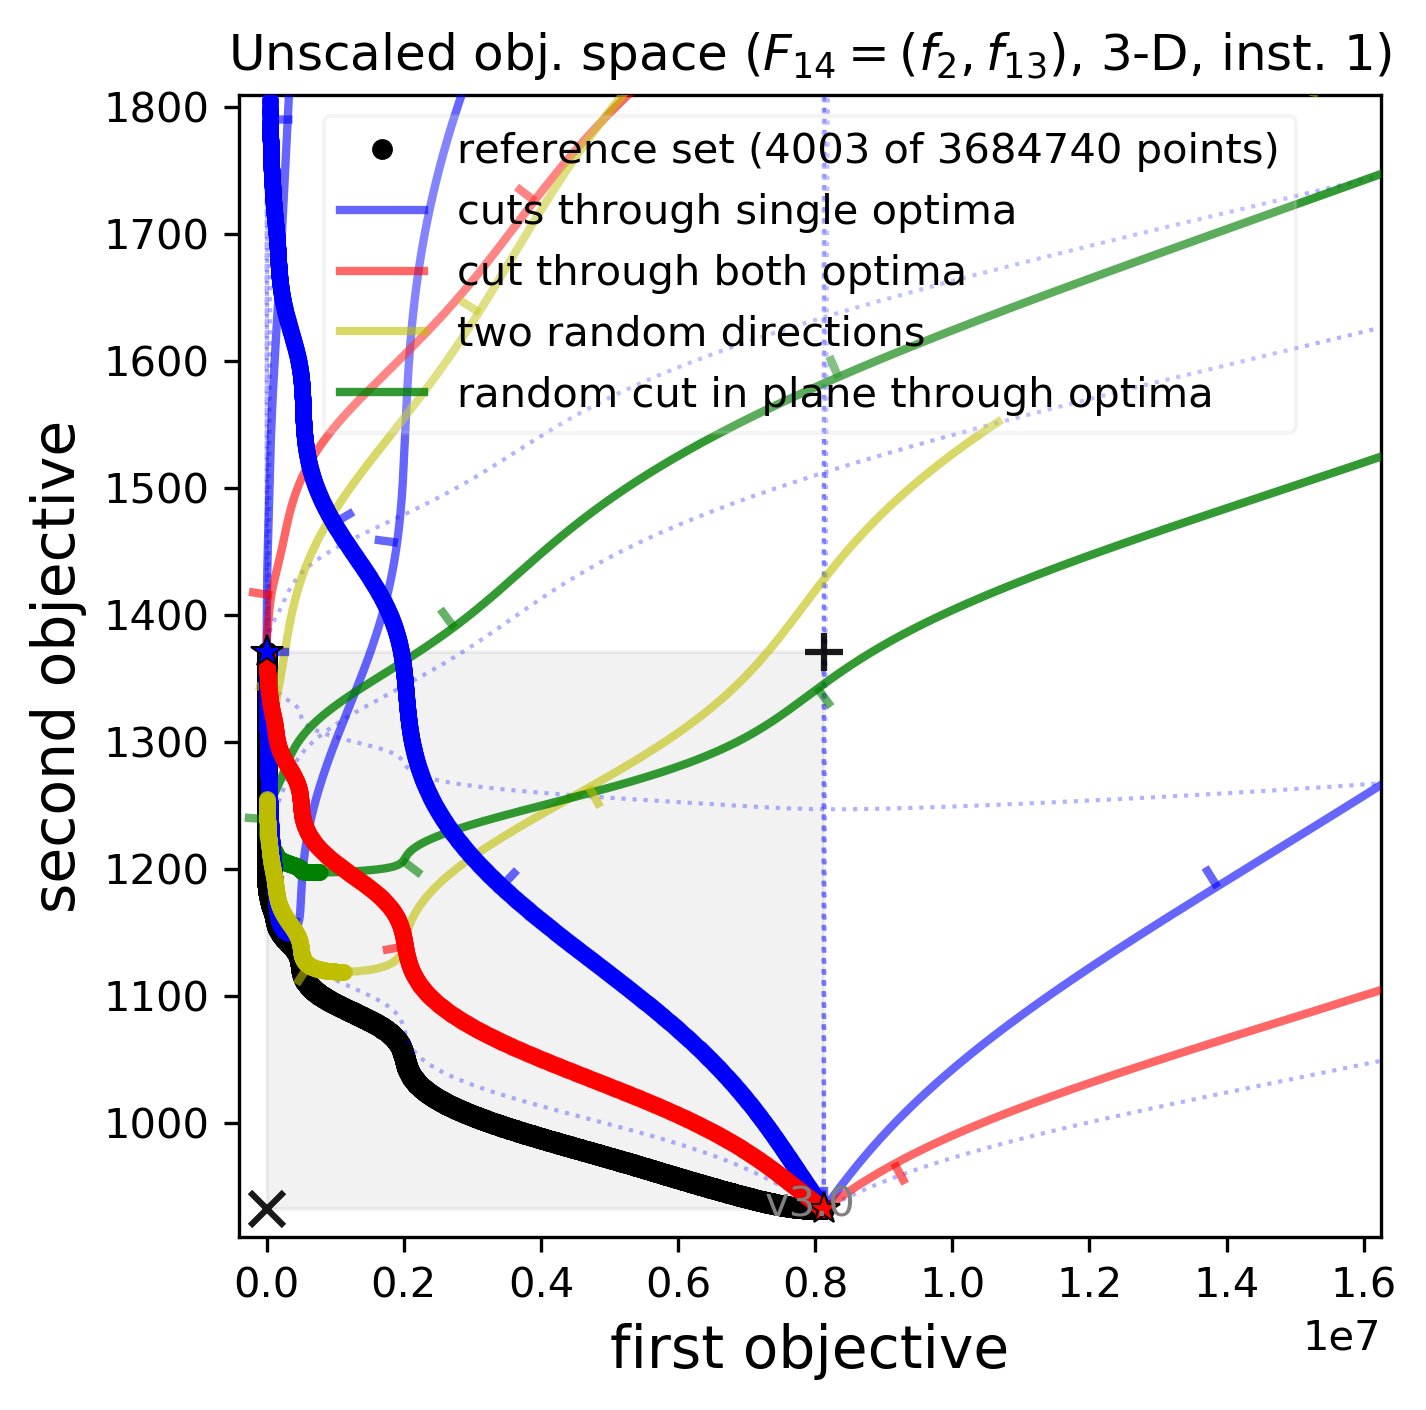 Unscaled obj. space (F₁₄ = (f₂, f₁₃), 3-D, inst. 1)
1800
1700
1600
1500
1400
1300
1200
1100
1000
second objective
reference set (4003 of 3684740 points)
cuts through single optima
cut through both optima
two random directions
random cut in plane through optima
v3.0
0.0 0.2 0.4 0.6 0.8 1.0 1.2 1.4 1.6
1e7
first objective